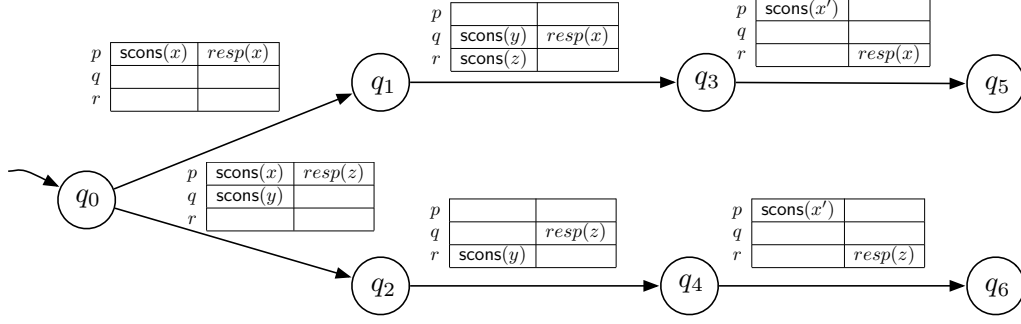 p scons(x) resp(x)
q
r
p
q scons(y) resp(x)
r scons(z)
p scons(x′)
q
r resp(x)
q₁
q₃
q₅
q₀
p scons(x) resp(z)
q scons(y)
r
p
q resp(z)
r scons(y)
p scons(x′)
q
r resp(z)
q₂
q₄
q₆